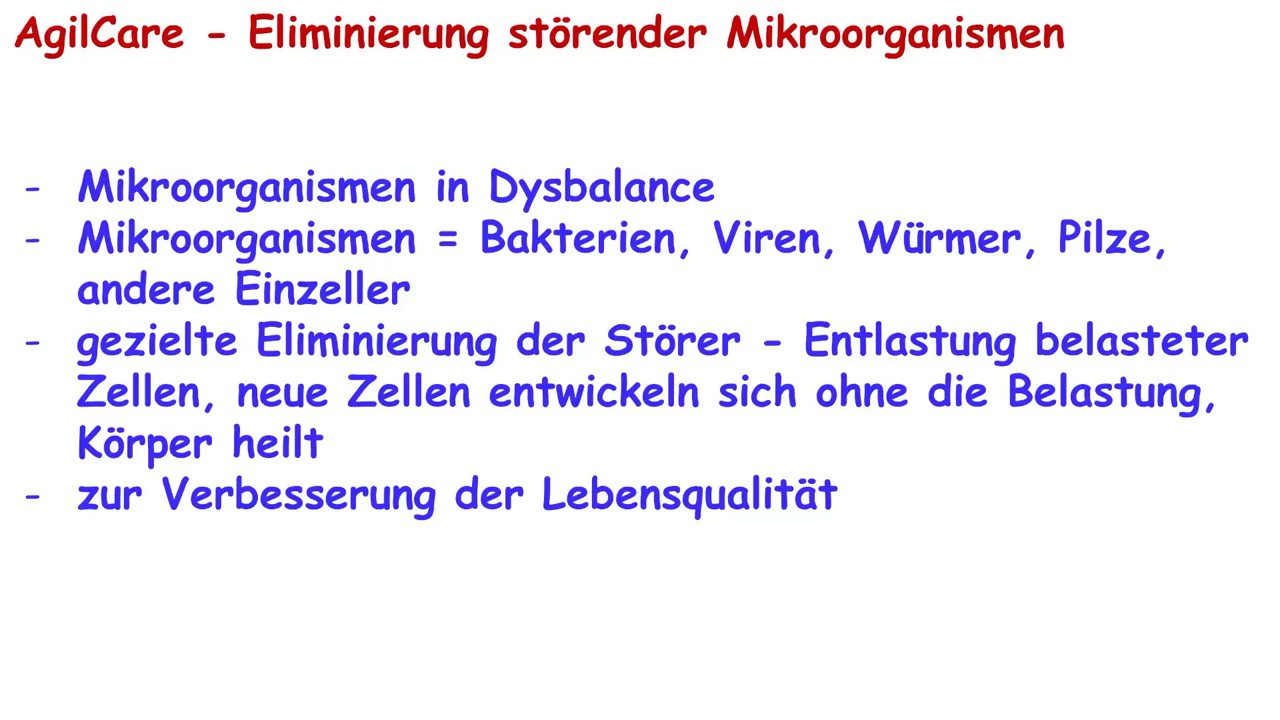 AgilCare - Eliminierung störender Mikroorganismen
- Mikroorganismen in Dysbalance
- Mikroorganismen = Bakterien, Viren, Würmer, Pilze,
andere Einzeller
- gezielte Eliminierung der Störer - Entlastung belasteter
Zellen, neue Zellen entwickeln sich ohne die Belastung,
Körper heilt
- zur Verbesserung der Lebensqualität